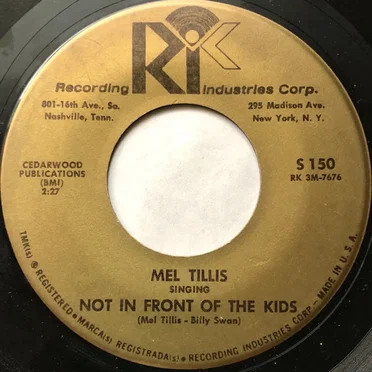 RIC
Recording Industries Corp.
801-16th Ave., So.
Nashville, Tenn.
295 Madison Ave.
New York, N. Y.
CEDARWOOD
PUBLICATIONS
(BMI)
2:27
S 150
RK 3M-7676
MEL TILLIS
SINGING
NOT IN FRONT OF THE KIDS
(Mel Tillis - Billy Swan)
TMK(s) ® REGISTERED • MARCA(S) REGISTRADA(s) • RECORDING INDUSTRIES CORP. - MADE IN U.S.A.